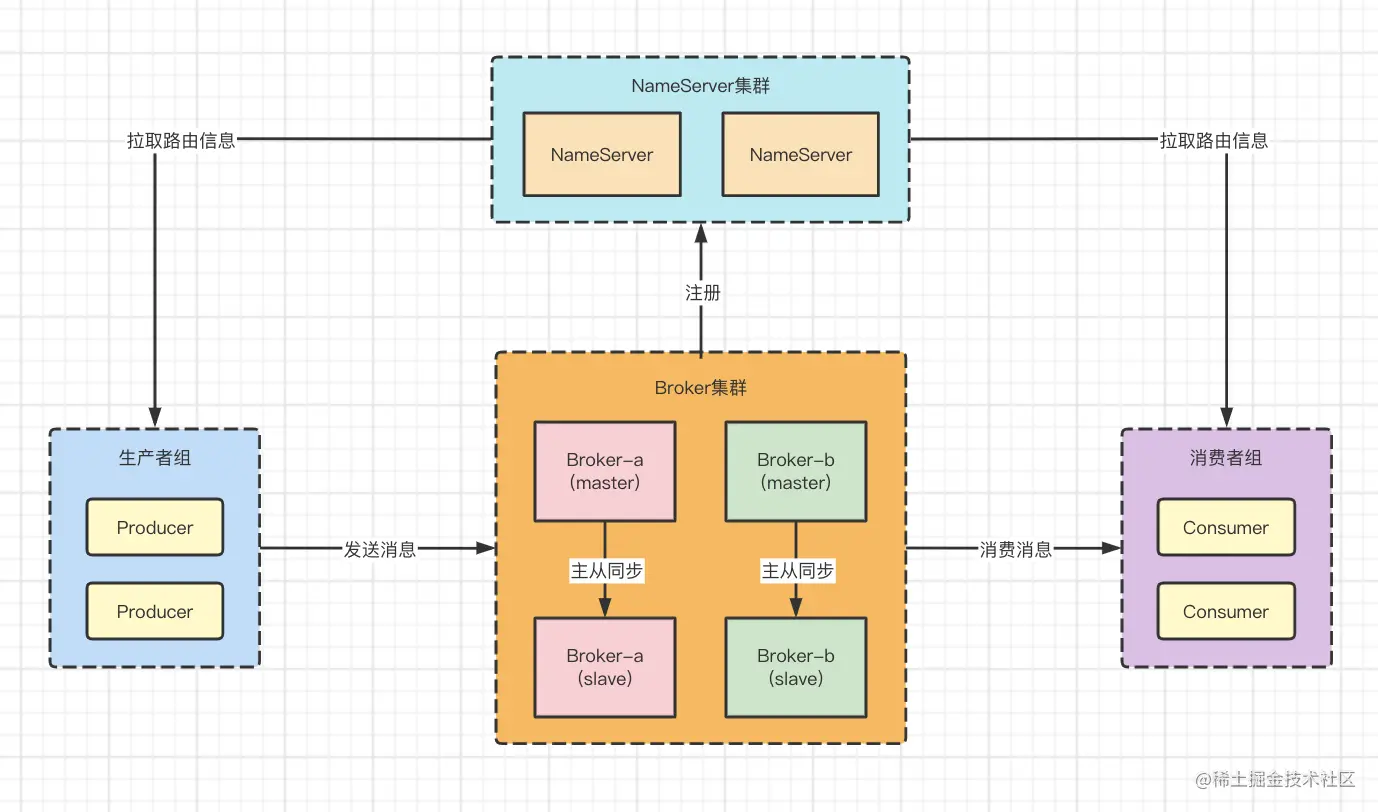 NameServer集群
NameServer
NameServer
拉取路由信息
拉取路由信息
注册
Broker集群
生产者组
Producer
Producer
发送消息
Broker-a
(master)
Broker-b
(master)
主从同步
主从同步
Broker-a
(slave)
Broker-b
(slave)
消费消息
消费者组
Consumer
Consumer
@稀土掘金技术社区